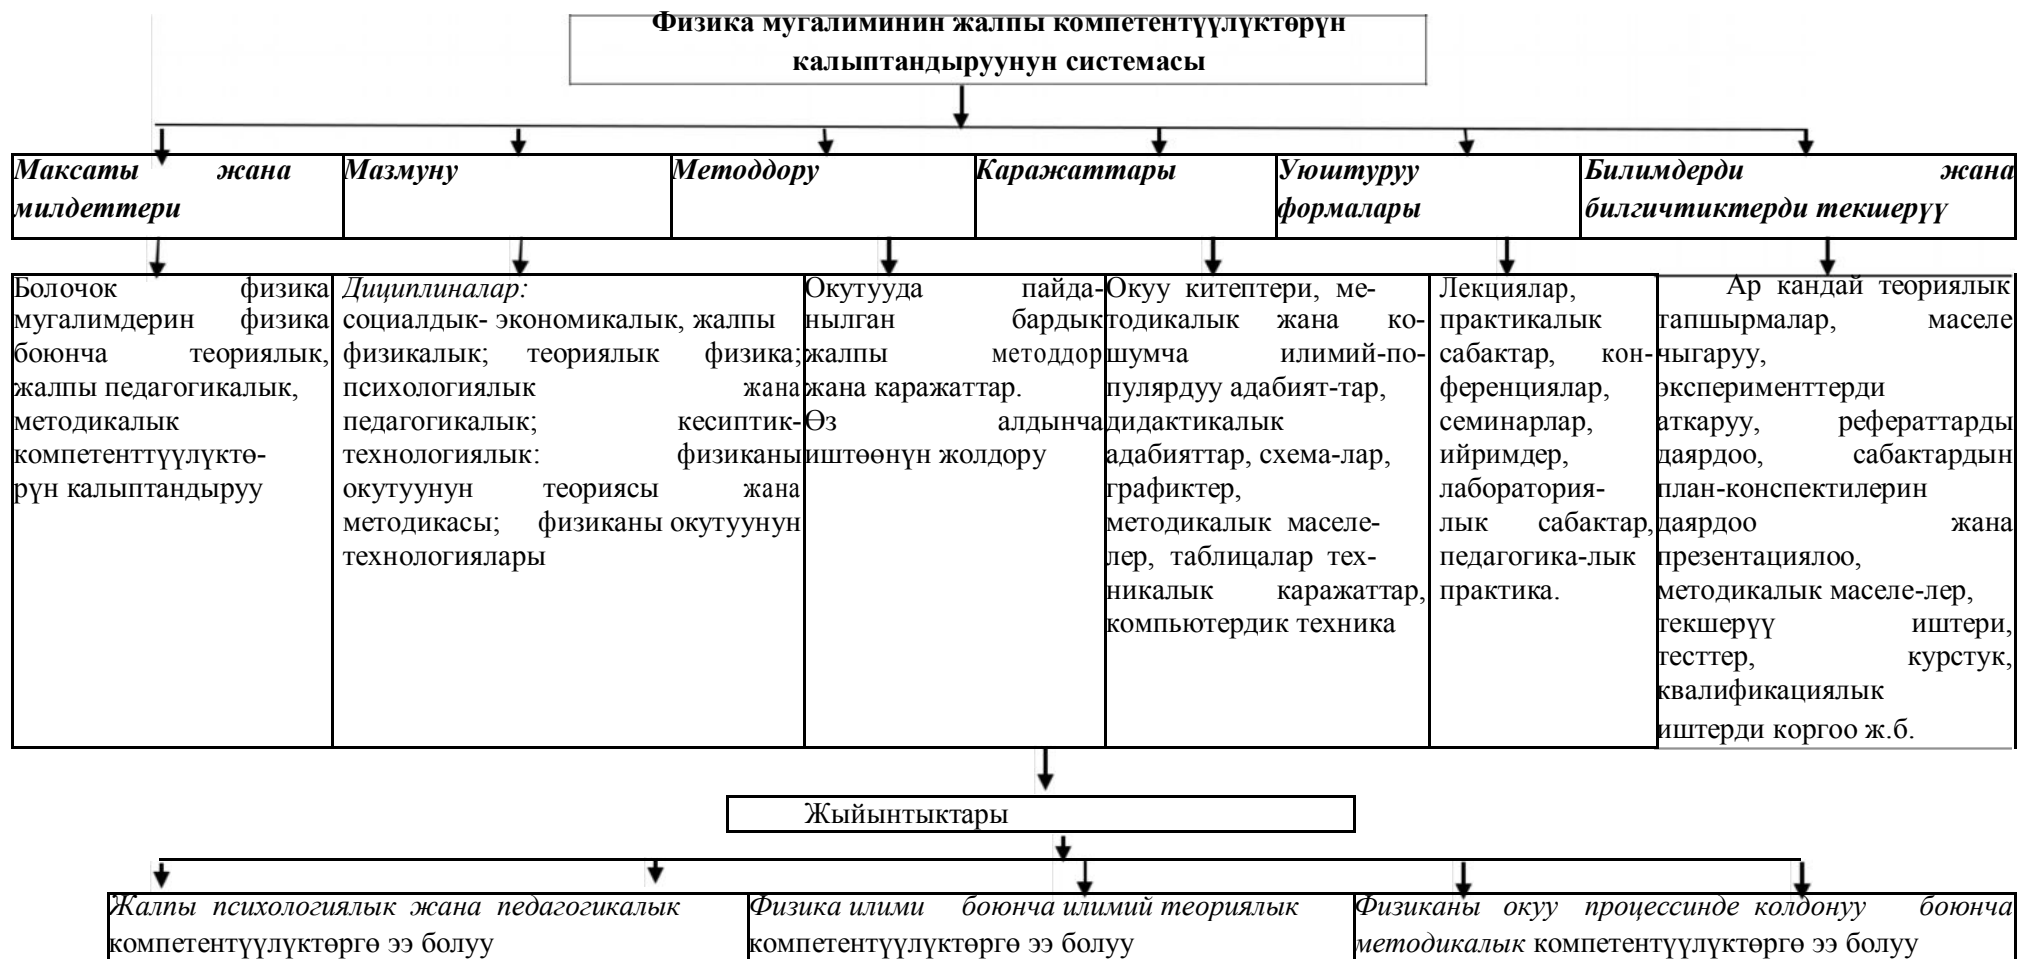 Физика мугалиминин жалпы компетентүүлүктөрүн
калыптандыруунун системасы
Максаты жана
милдеттери
Мазмуну
Методдору
Каражаттары
Уюштуруу
формалары
Билимдерди жана
билгичтиктерди текшерүү
Болочок физика
мугалимдерин физика
боюнча теориялык,
жалпы педагогикалык,
методикалык
компетенттүүлүктө-
рүн калыптандыруу
Дициплиналар:
социалдык- экономикалык, жалпы
физикалык; теориялык физика;
психологиялык жана
педагогикалык; кесиптик-
технологиялык: физиканы
окутуунун теориясы жана
методикасы; физиканы окутуунун
технологиялары
Окутууда пайда-
нылган бардык
жалпы методдор
жана каражаттар.
Өз алдынча
иштөөнүн жолдору
Окуу китептери, ме-
тодикалык жана ко-
шумча илимий-по-
пулярдуу адабият-тар,
дидактикалык
адабияттар, схема-лар,
графиктер,
методикалык маселе-
лер, таблицалар тех-
никалык каражаттар,
компьютердик техника
Лекциялар,
практикалык
сабактар, кон-
ференциялар,
семинарлар,
ийримдер,
лаборатория-
лык сабактар,
педагогика-лык
практика.
Ар кандай теориялык
тапшырмалар, маселе
чыгаруу,
эксперименттерди
аткаруу, рефераттарды
даярдоо, сабактардын
план-конспектилерин
даярдоо жана
презентациялоо,
методикалык маселе-лер,
текшерүү иштери,
тесттер, курстук,
квалификациялык
иштерди коргоо ж.б.
Жыйынтыктары
Жалпы психологиялык жана педагогикалык
компетентүүлүктөргө ээ болуу
Физика илими боюнча илимий теориялык
компетентүүлүктөргө ээ болуу
Физиканы окуу процессинде колдонуу боюнча
методикалык компетентүүлүктөргө ээ болуу